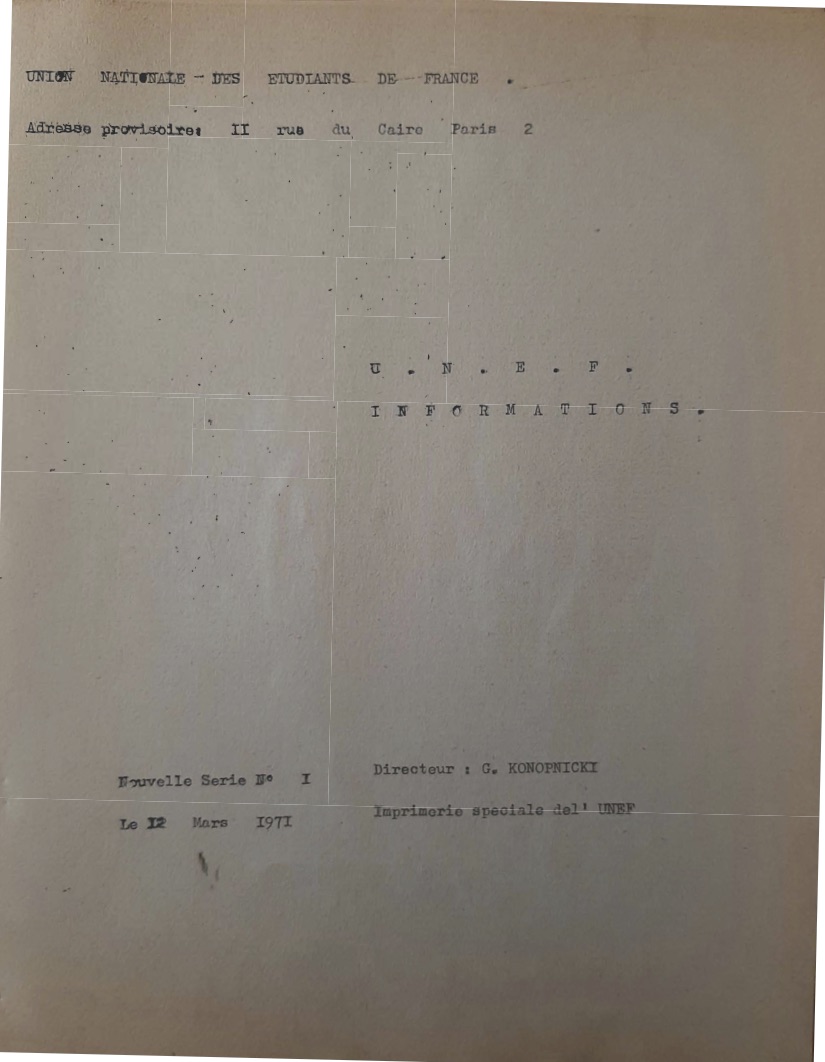 UNION NATIONALE - DES ETUDIANTS DE FRANCE .
Adresse provisoire: II rue du Caire Paris 2
U . N . E . F .
I N F O R M A T I O N S .
Nouvelle Serie N° I
Directeur : G. KONOPNICKI
Le 12 Mars I97I
Imprimerie speciale del' UNEF